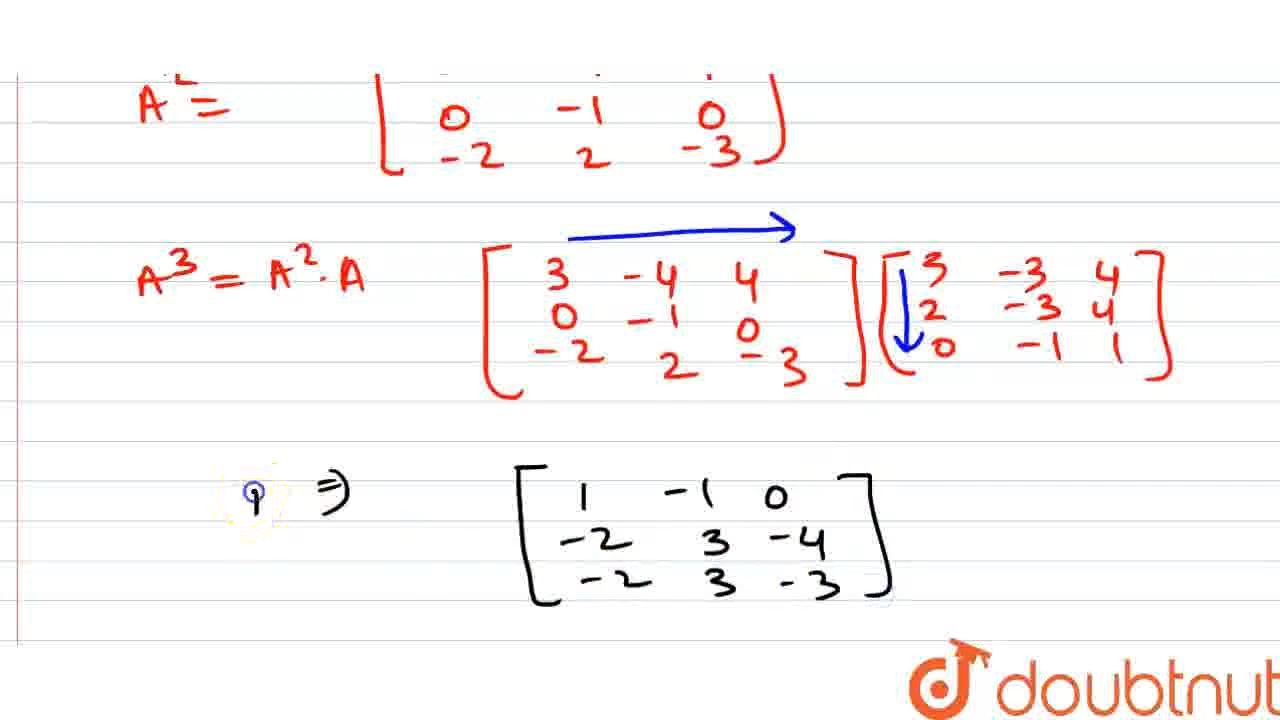 A² =
0 -1 0
-2 2 -3
A³ = A² · A [3 -4 4] [3 -3 4]
0 -1 0 2 -3 4
-2 2 -3 0 -1 1
⇒ 1 -1 0
-2 3 -4
-2 3 -3
doubtnut